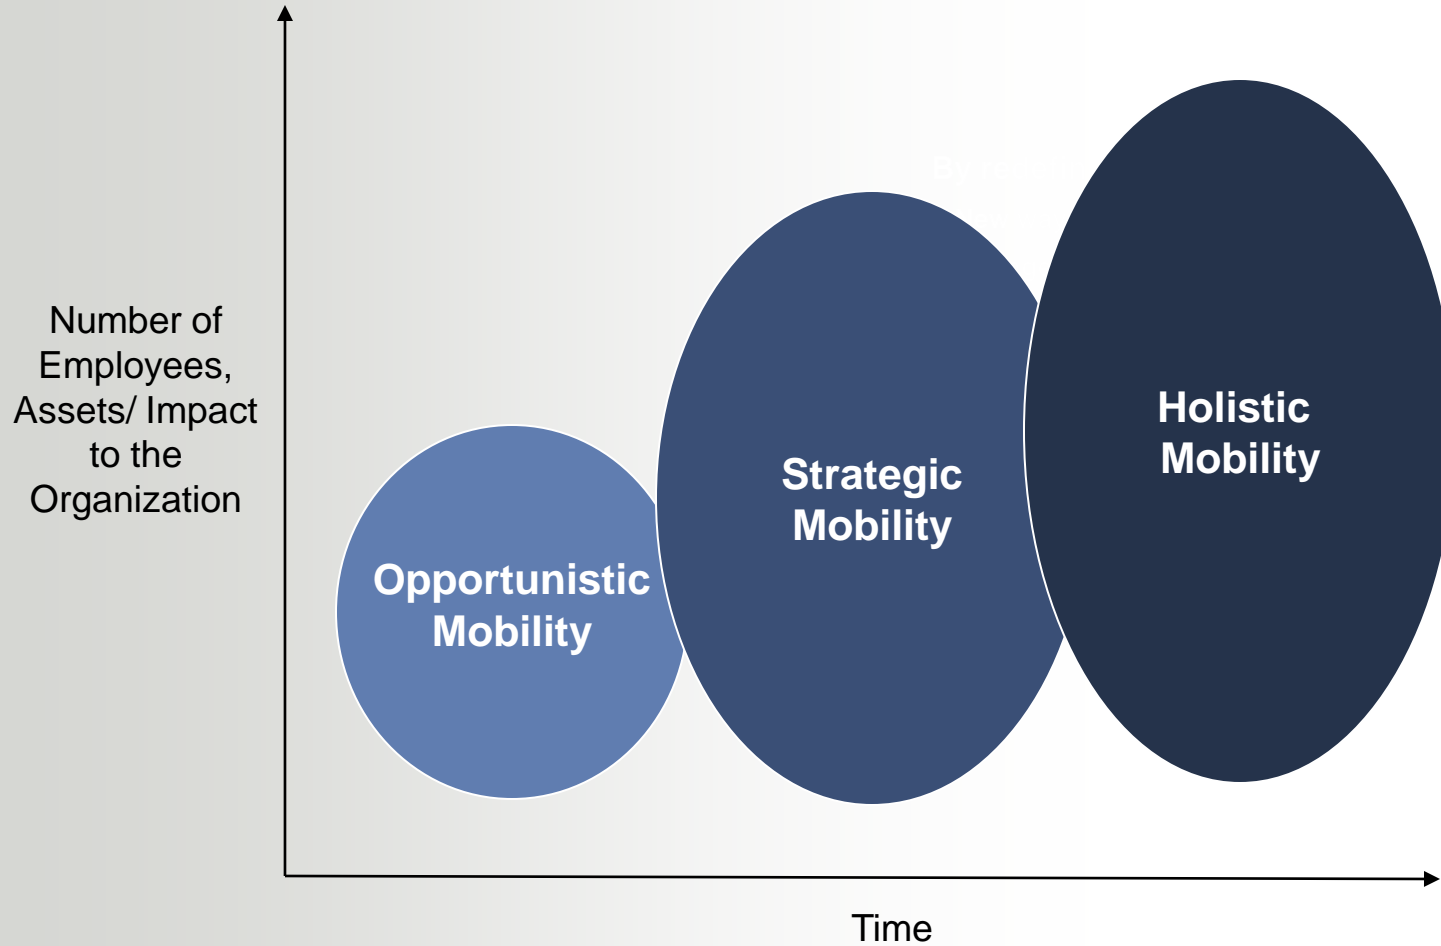 Number of
Employees,
Assets/ Impact
to the
Organization
Opportunistic
Mobility
Strategic
Mobility
Holistic
Mobility
Time